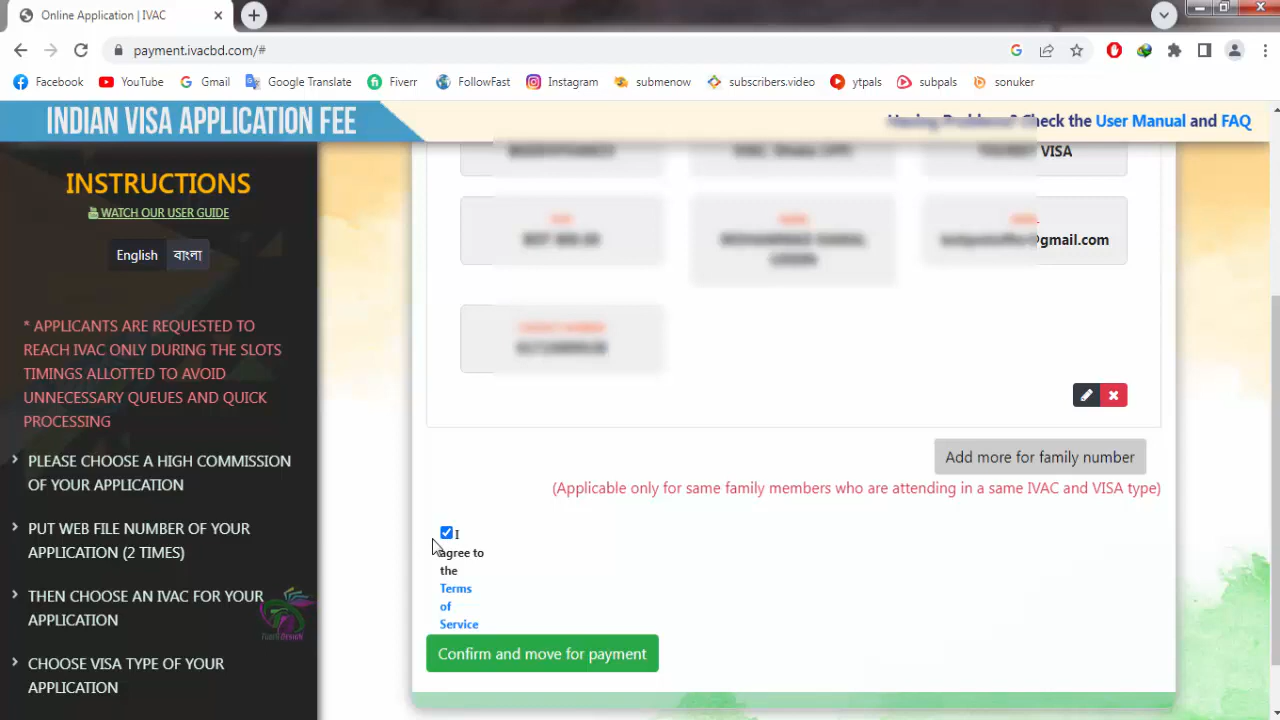 Online Application | IVAC
payment.ivacbd.com/#
Facebook
YouTube
Gmail
Google Translate
Fiverr
FollowFast
Instagram
submenow
subscribers.video
ytpals
subpals
sonuker
INDIAN VISA APPLICATION FEE
Having Problems? Check the User Manual and FAQ
INSTRUCTIONS
WATCH OUR USER GUIDE
English
বাংলা
* APPLICANTS ARE REQUESTED TO
REACH IVAC ONLY DURING THE SLOTS
TIMINGS ALLOTTED TO AVOID
UNNECESSARY QUEUES AND QUICK
PROCESSING
PLEASE CHOOSE A HIGH COMMISSION
OF YOUR APPLICATION
PUT WEB FILE NUMBER OF YOUR
APPLICATION (2 TIMES)
THEN CHOOSE AN IVAC FOR YOUR
APPLICATION
CHOOSE VISA TYPE OF YOUR
APPLICATION
VISA
@gmail.com
Add more for family number
(Applicable only for same family members who are attending in a same IVAC and VISA type)
I
agree to
the
Terms
of
Service
Confirm and move for payment